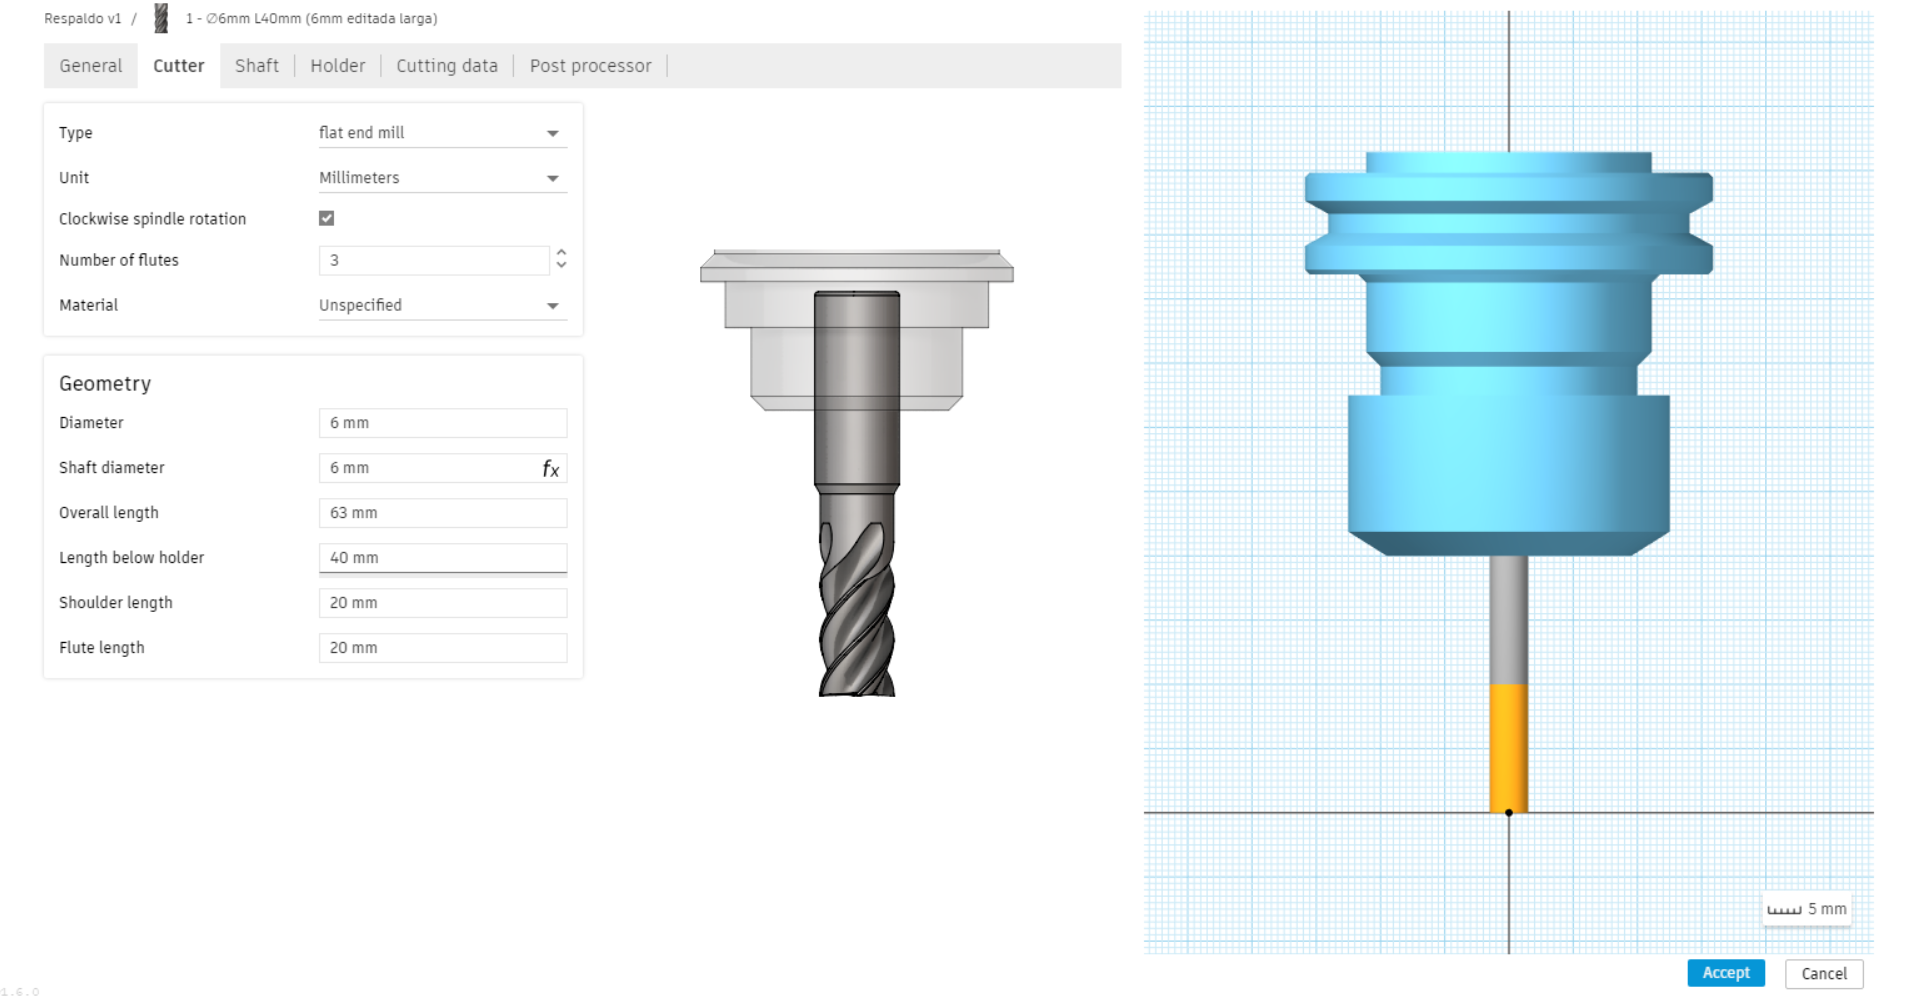 Respaldo v1 / 1 - ∅6mm L40mm (6mm editada larga)
General Cutter Shaft Holder Cutting data Post processor
Type flat end mill
Unit Millimeters
Clockwise spindle rotation
Number of flutes 3
Material Unspecified
Geometry
Diameter 6 mm
Shaft diameter 6 mm fx
Overall length 63 mm
Length below holder 40 mm
Shoulder length 20 mm
Flute length 20 mm
5 mm
Accept Cancel
1.6.0